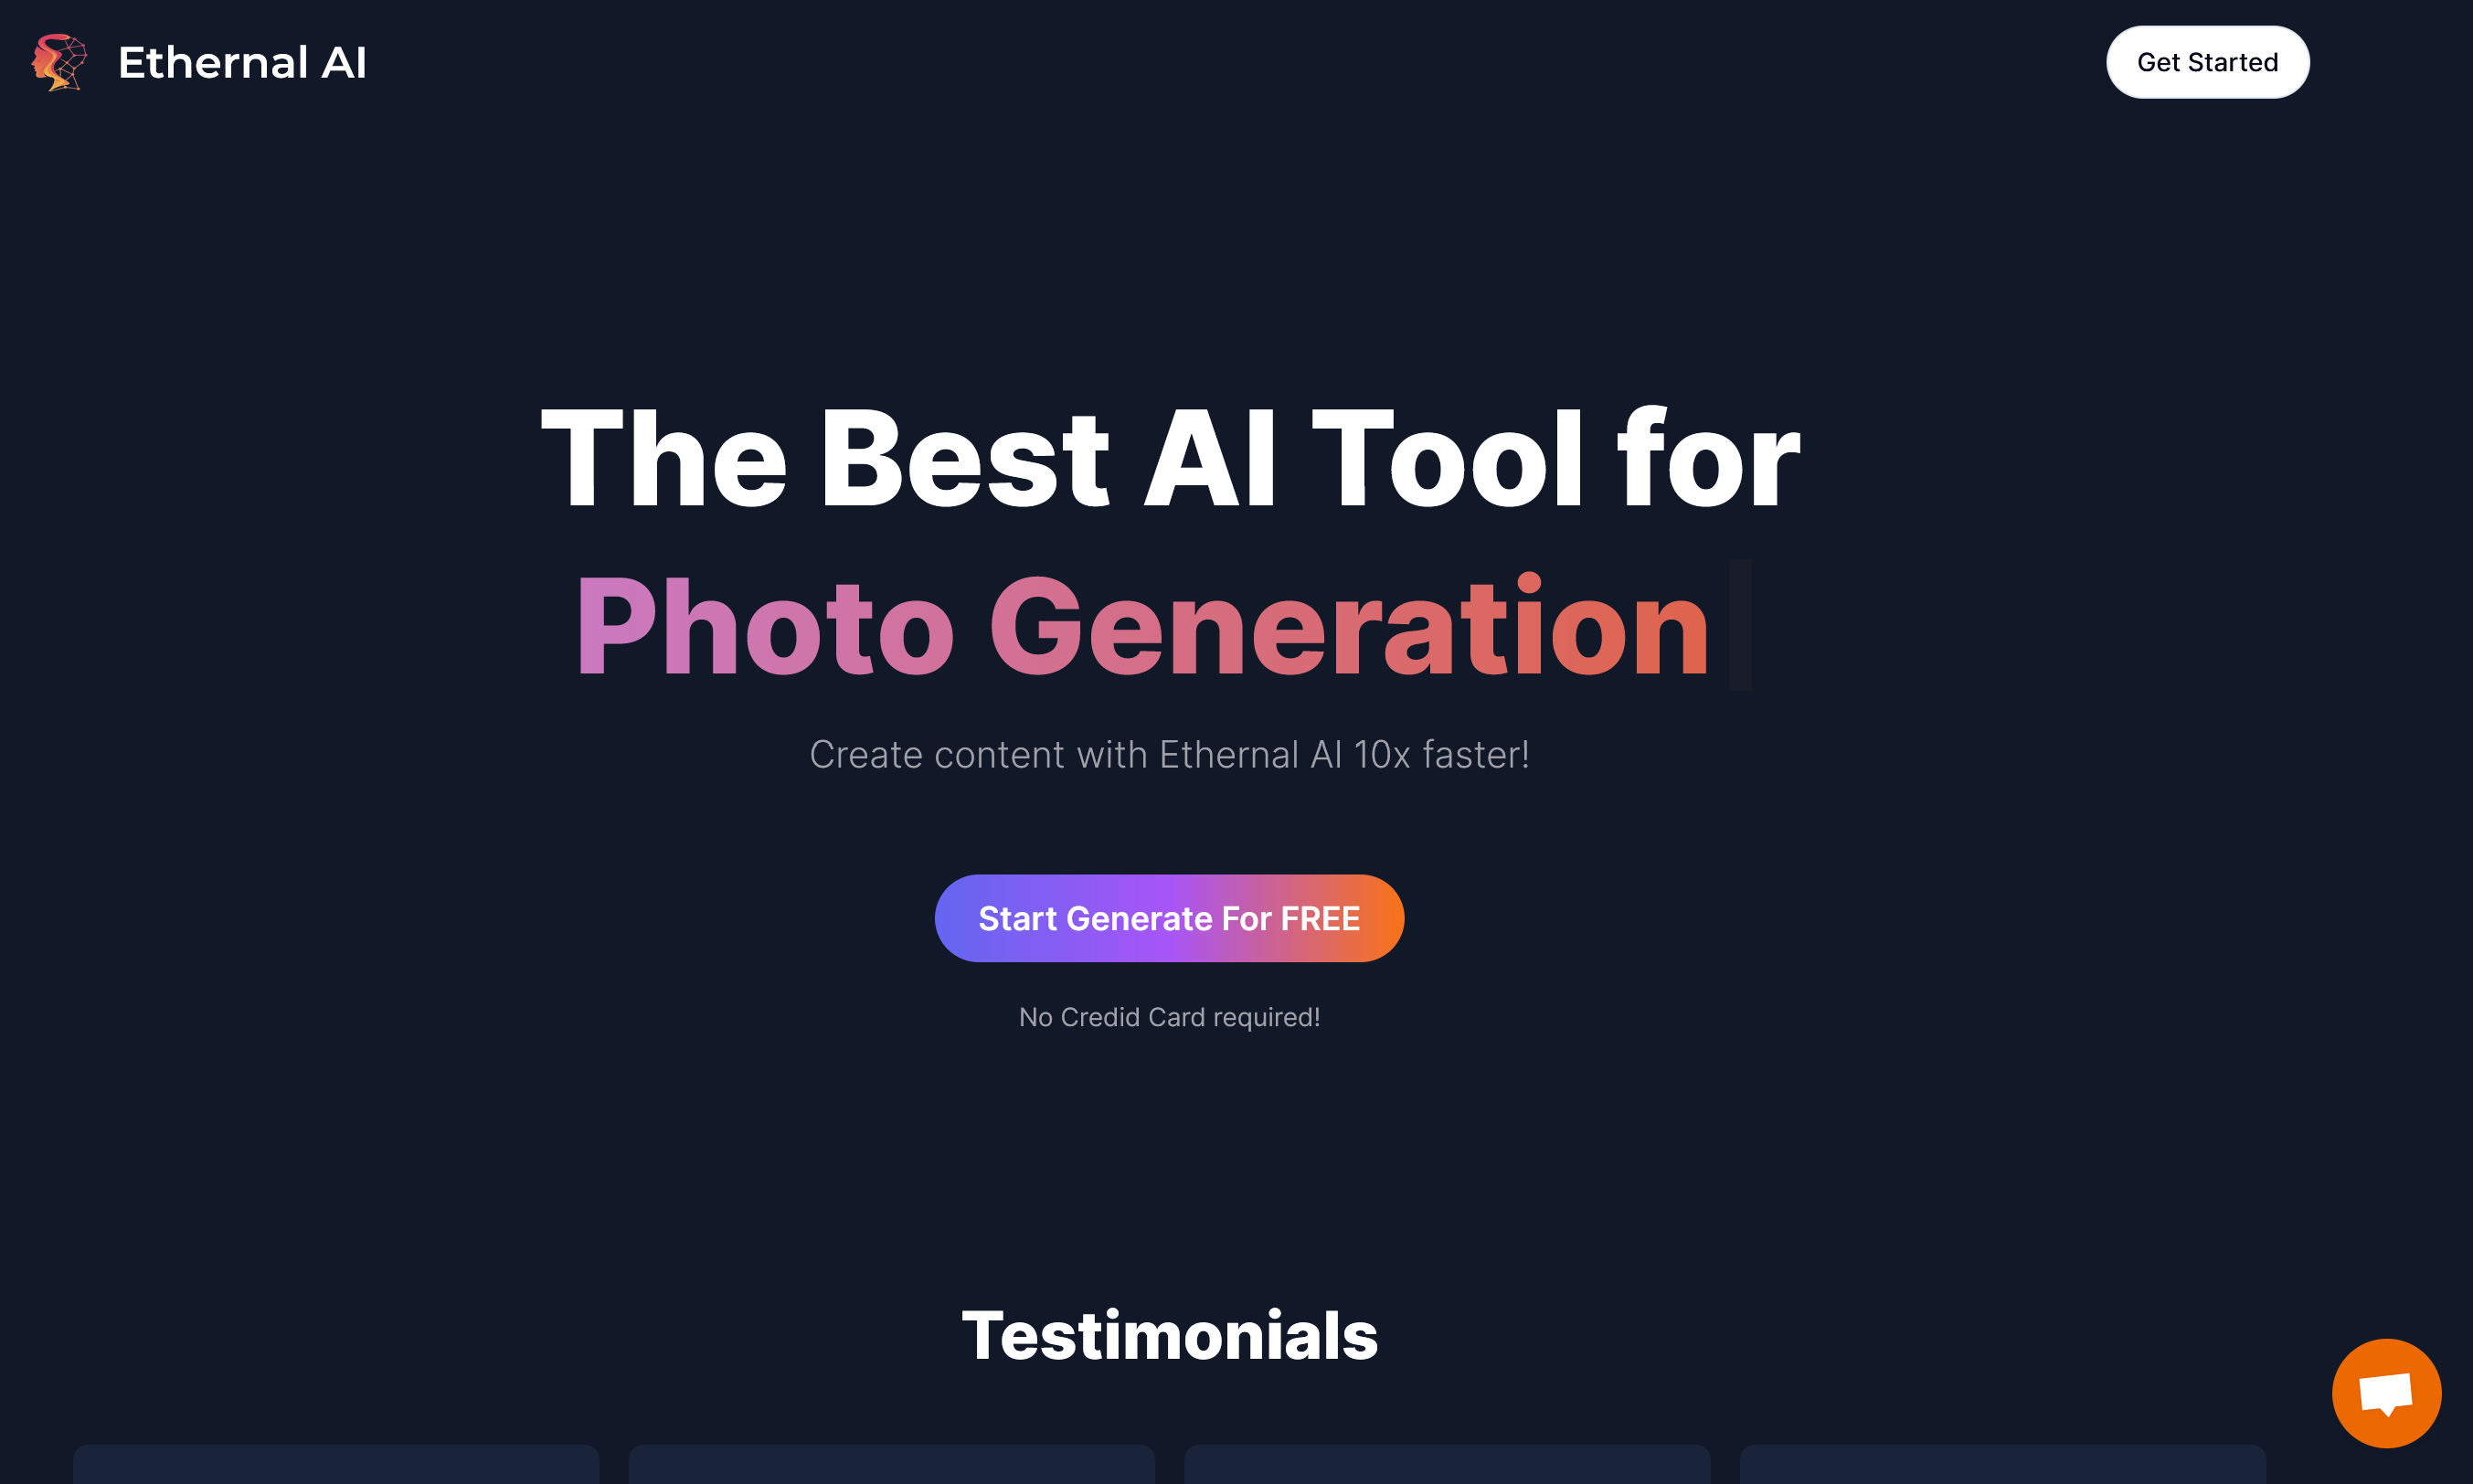 Ethernal AI
Get Started
The Best AI Tool for
Photo Generation
Create content with Ethernal AI 10x faster!
Start Generate For FREE
No Credid Card required!
Testimonials